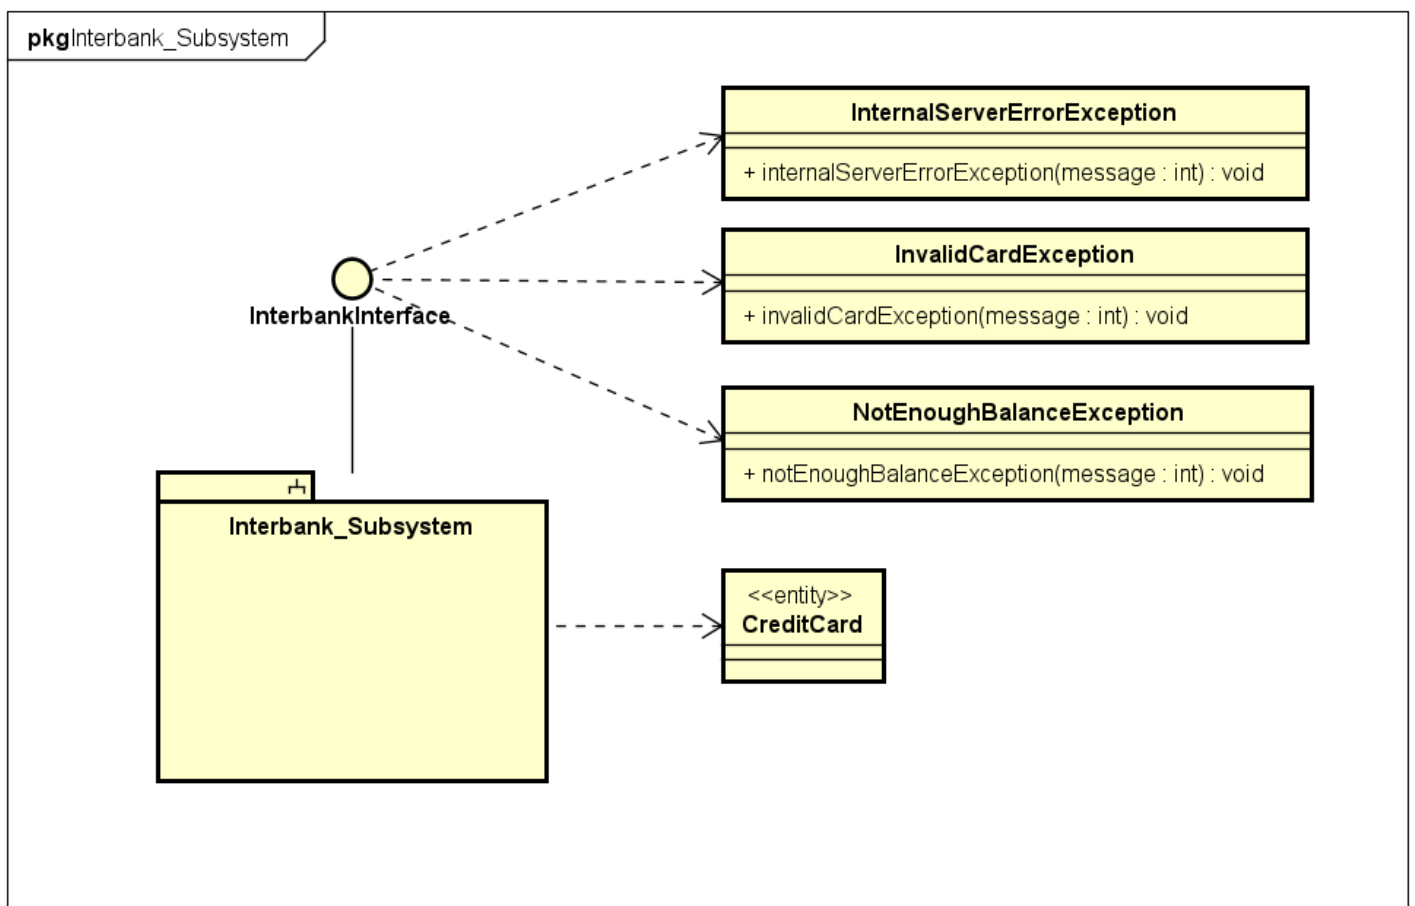 pkgInterbank_Subsystem
InternalServerErrorException
+ internalServerErrorException(message : int) : void
InvalidCardException
+ invalidCardException(message : int) : void
InterbankInterface
NotEnoughBalanceException
+ notEnoughBalanceException(message : int) : void
Interbank_Subsystem
<<entity>>
CreditCard